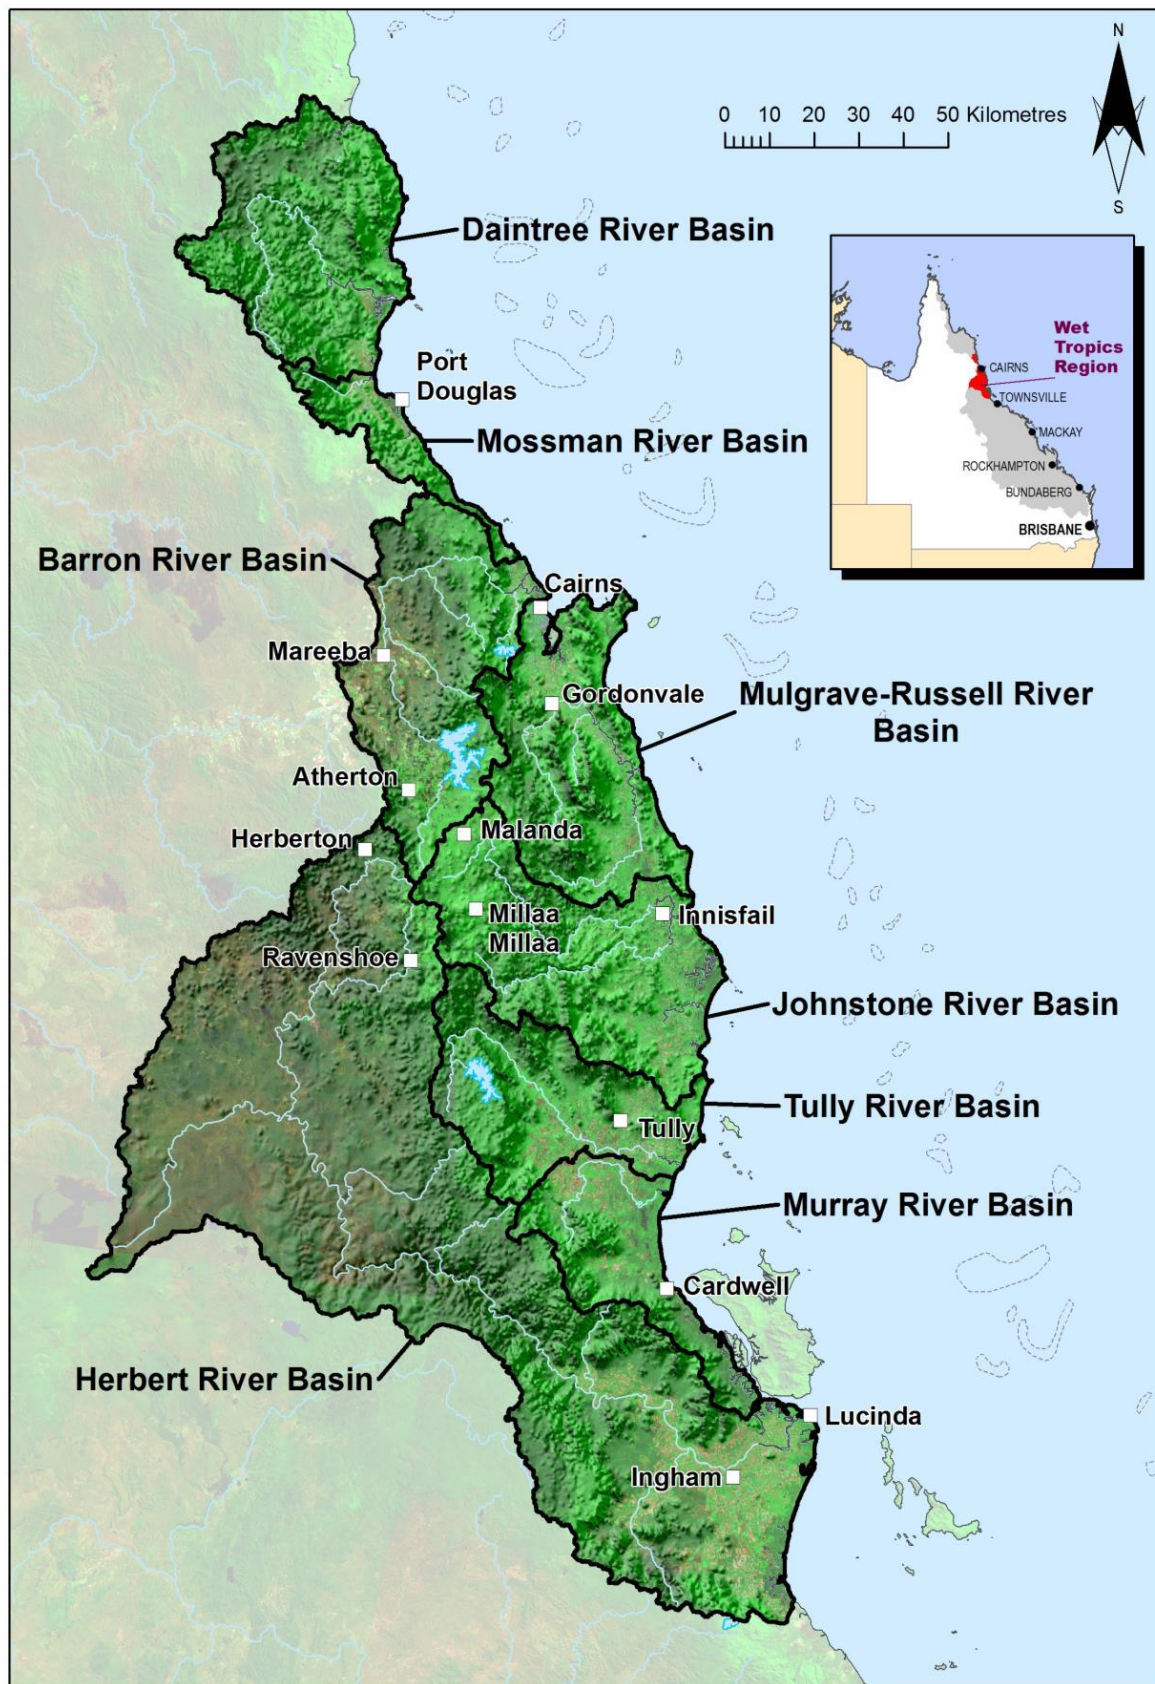 N
0 10 20 30 40 50 Kilometres
S
Daintree River Basin
Wet
Tropics
Region
CAIRNS
TOWNSVILLE
MACKAY
ROCKHAMPTON
BUNDABERG
BRISBANE
Port
Douglas
Mossman River Basin
Barron River Basin
Cairns
Mareeba
Gordonvale
Mulgrave-Russell River
Basin
Atherton
Malanda
Herberton
Millaa
Millaa
Innisfail
Ravenshoe
Johnstone River Basin
Tully River Basin
Tully
Murray River Basin
Cardwell
Herbert River Basin
Lucinda
Ingham